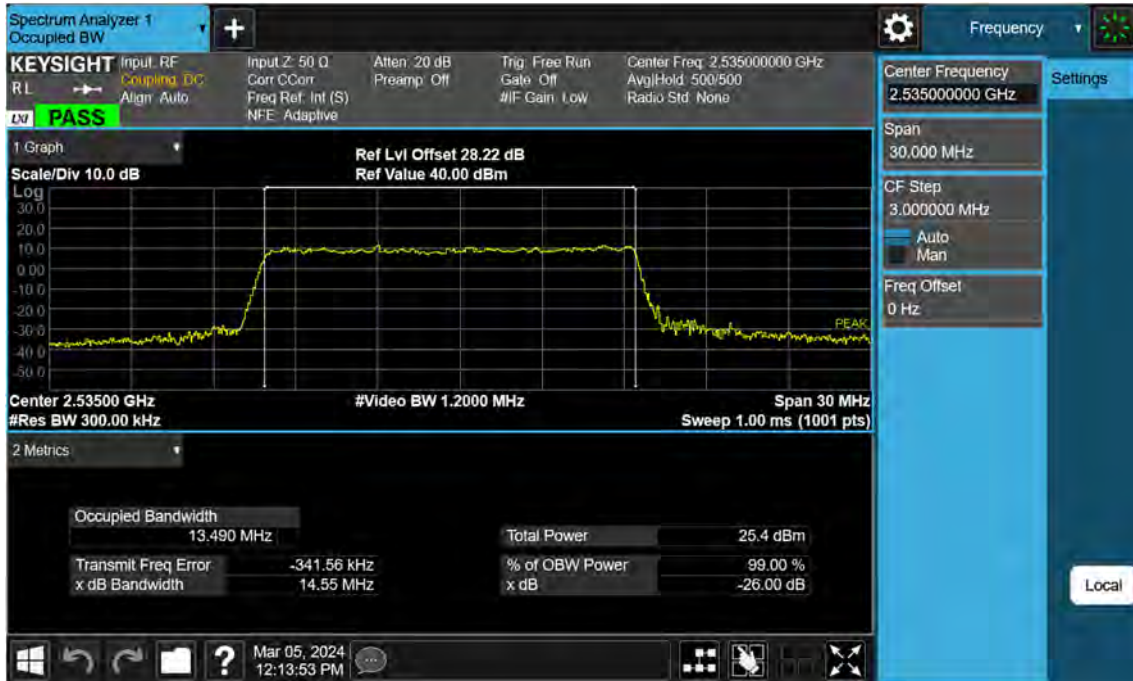 Spectrum Analyzer 1
Occupied BW
+
Frequency
KEYSIGHT
RL
LXI
PASS
Input: RF
Coupling: DC
Align: Auto
Input Z: 50 Ω
Corr CCorr
Freq Ref: Int (S)
NFE: Adaptive
Atten: 20 dB
Preamp: Off
Trig: Free Run
Gate: Off
#IF Gain: Low
Center Freq: 2.535000000 GHz
Avg|Hold: 500/500
Radio Std: None
Center Frequency
2.535000000 GHz
Settings
Span
30.000 MHz
CF Step
3.000000 MHz
Auto
Man
Freq Offset
0 Hz
Local
1 Graph
Scale/Div 10.0 dB
Ref Lvl Offset 28.22 dB
Ref Value 40.00 dBm
Log
30.0
20.0
10.0
0.00
-10.0
-20.0
-30.0
-40.0
-50.0
PEAK
Center 2.53500 GHz
#Video BW 1.2000 MHz
Span 30 MHz
#Res BW 300.00 kHz
Sweep 1.00 ms (1001 pts)
2 Metrics
Occupied Bandwidth
13.490 MHz
Total Power 25.4 dBm
Transmit Freq Error -341.56 kHz
% of OBW Power 99.00 %
x dB Bandwidth 14.55 MHz
x dB -26.00 dB
?
Mar 05, 2024
12:13:53 PM